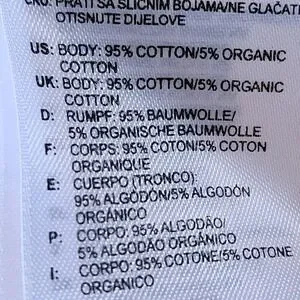 PRATI SA SLIČNIM BOJAMA/NE GLAČATI
OTISNUTE DIJELOVE
US: BODY: 95% COTTON/5% ORGANIC
COTTON
UK: BODY: 95% COTTON/5% ORGANIC
COTTON
D: RUMPF: 95% BAUMWOLLE/
5% ORGANISCHE BAUMWOLLE
F: CORPS: 95% COTON/5% COTON
ORGANIQUE
E: CUERPO (TRONCO):
95% ALGODÓN/5% ALGODÓN
ORGÁNICO
P: CORPO: 95% ALGODÃO/
5% ALGODÃO ORGÂNICO
I: CORPO: 95% COTONE/5% COTONE
ORGANICO